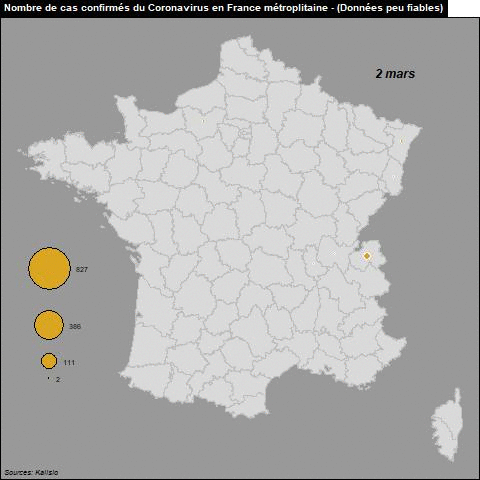 Nombre de cas confirmés du Coronavirus en France métroplitaine - (Données peu fiables)
2 mars
827
386
111
2
Sources: Kalisio